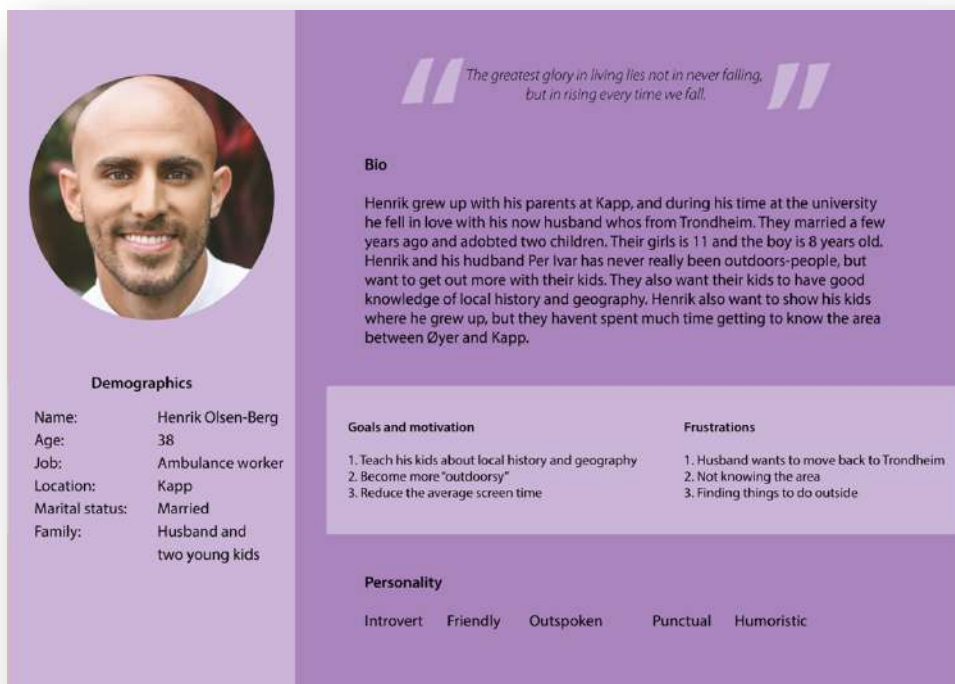 The greatest glory in living lies not in never falling,
but in rising every time we fall.
Bio
Henrik grew up with his parents at Kapp, and during his time at the university
he fell in love with his now husband whos from Trondheim. They married a few
years ago and adobted two children. Their girls is 11 and the boy is 8 years old.
Henrik and his hudband Per Ivar has never really been outdoors-people, but
want to get out more with their kids. They also want their kids to have good
knowledge of local history and geography. Henrik also want to show his kids
where he grew up, but they havent spent much time getting to know the area
between Øyer and Kapp.
Demographics
Name: Henrik Olsen-Berg
Age: 38
Job: Ambulance worker
Location: Kapp
Marital status: Married
Family: Husband and
two young kids
Goals and motivation
1. Teach his kids about local history and geography
2. Become more "outdoorsy"
3. Reduce the average screen time
Frustrations
1. Husband wants to move back to Trondheim
2. Not knowing the area
3. Finding things to do outside
Personality
Introvert Friendly Outspoken Punctual Humoristic